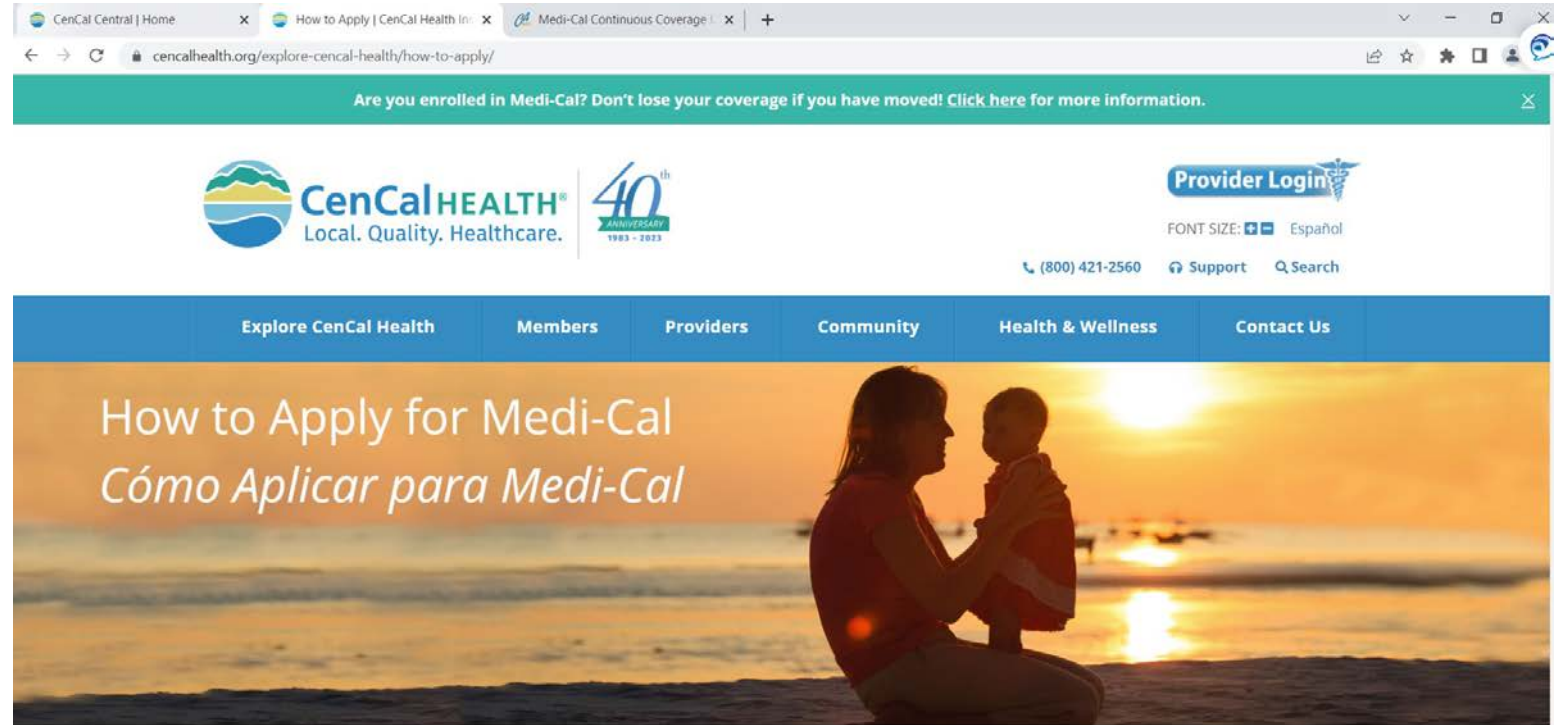 CenCal Central | Home
How to Apply | CenCal Health In
Medi-Cal Continuous Coverage
cencalhealth.org/explore-cencal-health/how-to-apply/
Are you enrolled in Medi-Cal? Don't lose your coverage if you have moved! Click here for more information.
CenCal HEALTH®
Local. Quality. Healthcare.
40th
ANNIVERSARY
1983 - 2023
Provider Login
FONT SIZE: Español
(800) 421-2560 Support Search
Explore CenCal Health Members Providers Community Health & Wellness Contact Us
How to Apply for Medi-Cal
Cómo Aplicar para Medi-Cal